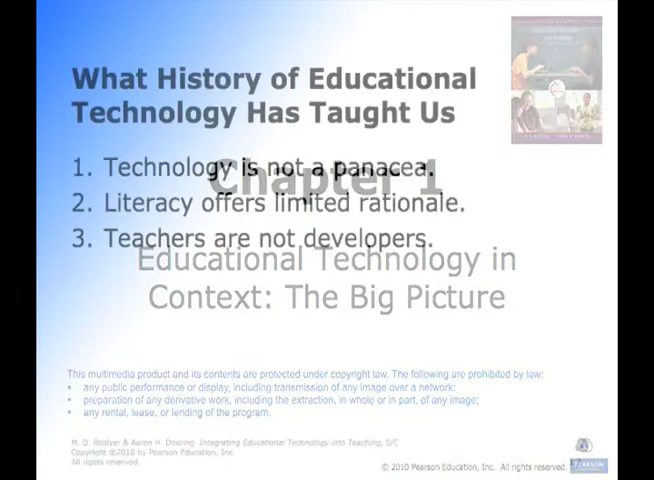 What History of Educational
Technology Has Taught Us
1. Technology is not a panacea.
Chapter 1
2. Literacy offers limited rationale.
3. Teachers are not developers.
Educational Technology in
Context: The Big Picture
This multimedia product and its contents are protected under copyright law. The following are prohibited by law:
• any public performance or display, including transmission of any image over a network;
• preparation of any derivative work, including the extraction, in whole or in part, of any image;
• any rental, lease, or lending of the program.
M. D. Roblyer & Aaron H. Doering Integrating Educational Technology into Teaching, 5/C
Copyright ©2010 by Pearson Education, Inc
All rights reserved.
© 2010 Pearson Education, Inc. All rights reserved.
PEARSON